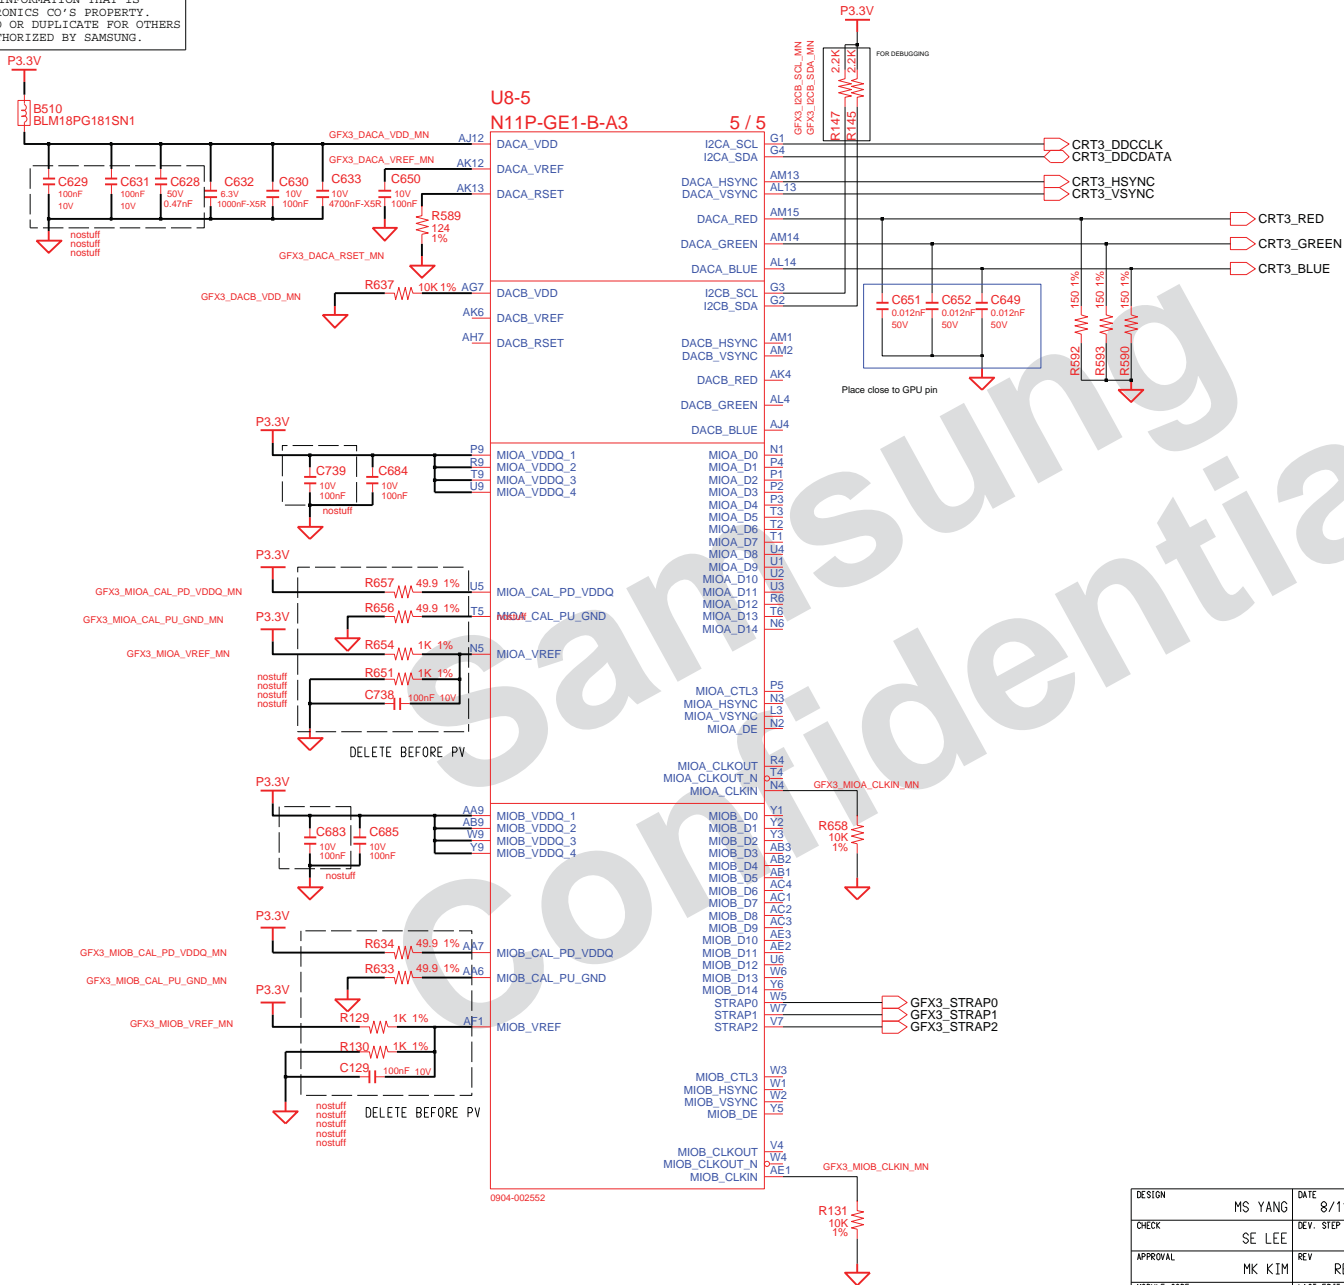 RONICS CO'S PROPERTY.
O OR DUPLICATE FOR OTHERS
THORIZED BY SAMSUNG.
P3.3V
B510
BLM18PG181SN1
GFX3_DACA_VDD_MN
GFX3_DACA_VREF_MN
C629
100nF
10V
C631
100nF
10V
C628
50V
0.47nF
C632
6.3V
1000nF-X5R
C630
10V
100nF
C633
10V
4700nF-X5R
C650
10V
100nF
R589
124
1%
nostuff
nostuff
nostuff
GFX3_DACA_RSET_MN
GFX3_DACB_VDD_MN
R637
10K 1%
U8-5
N11P-GE1-B-A3
5 / 5
AJ12 DACA_VDD
AK12 DACA_VREF
AK13 DACA_RSET
AG7 DACB_VDD
AK6 DACB_VREF
AH7 DACB_RSET
I2CA_SCL G1
I2CA_SDA G4
DACA_HSYNC AM13
DACA_VSYNC AL13
DACA_RED AM15
DACA_GREEN AM14
DACA_BLUE AL14
I2CB_SCL G3
I2CB_SDA G2
DACB_HSYNC AM1
DACB_VSYNC AM2
DACB_RED AK4
DACB_GREEN AL4
DACB_BLUE AJ4
P3.3V
FOR DEBUGGING
GFX3_I2CB_SCL_MN
GFX3_I2CB_SDA_MN
R147 2.2K
R145 2.2K
CRT3_DDCCLK
CRT3_DDCDATA
CRT3_HSYNC
CRT3_VSYNC
CRT3_RED
CRT3_GREEN
CRT3_BLUE
C651
0.012nF
50V
C652
0.012nF
50V
C649
0.012nF
50V
Place close to GPU pin
R592 150 1%
R593 150 1%
R590 150 1%
P3.3V
C739
10V
100nF
C684
10V
100nF
nostuff
P9 MIOA_VDDQ_1
R9 MIOA_VDDQ_2
T9 MIOA_VDDQ_3
U9 MIOA_VDDQ_4
MIOA_D0 N1
MIOA_D1 P4
MIOA_D2 P1
MIOA_D3 P2
MIOA_D4 P3
MIOA_D5 T3
MIOA_D6 T2
MIOA_D7 T1
MIOA_D8 U4
MIOA_D9 U1
MIOA_D10 U2
MIOA_D11 U3
MIOA_D12 R6
MIOA_D13 T6
MIOA_D14 N6
P3.3V
GFX3_MIOA_CAL_PD_VDDQ_MN
R657 49.9 1% U5 MIOA_CAL_PD_VDDQ
GFX3_MIOA_CAL_PU_GND_MN
P3.3V
R656 49.9 1% T5 MIOA_CAL_PU_GND
GFX3_MIOA_VREF_MN
R654 1K 1% N5 MIOA_VREF
R651 1K 1%
C738 100nF 10V
nostuff
nostuff
nostuff
nostuff
DELETE BEFORE PV
MIOA_CTL3 P5
MIOA_HSYNC N3
MIOA_VSYNC L3
MIOA_DE N2
MIOA_CLKOUT R4
MIOA_CLKOUT_N T4
MIOA_CLKIN N4
GFX3_MIOA_CLKIN_MN
R658
10K
1%
P3.3V
C683
10V
100nF
C685
10V
100nF
nostuff
AA9 MIOB_VDDQ_1
AB9 MIOB_VDDQ_2
W9 MIOB_VDDQ_3
Y9 MIOB_VDDQ_4
MIOB_D0 Y1
MIOB_D1 Y2
MIOB_D2 Y3
MIOB_D3 AB3
MIOB_D4 AB2
MIOB_D5 AB1
MIOB_D6 AC4
MIOB_D7 AC1
MIOB_D8 AC2
MIOB_D9 AC3
MIOB_D10 AE3
MIOB_D11 AE2
MIOB_D12 U6
MIOB_D13 W6
MIOB_D14 Y6
STRAP0 W5 GFX3_STRAP0
STRAP1 W7 GFX3_STRAP1
STRAP2 V7 GFX3_STRAP2
P3.3V
GFX3_MIOB_CAL_PD_VDDQ_MN
R634 49.9 1% AA7 MIOB_CAL_PD_VDDQ
GFX3_MIOB_CAL_PU_GND_MN
R633 49.9 1% AA6 MIOB_CAL_PU_GND
P3.3V
GFX3_MIOB_VREF_MN
R129 1K 1% AF1 MIOB_VREF
R130 1K 1%
C129 100nF 10V
nostuff
nostuff
nostuff
nostuff
nostuff
DELETE BEFORE PV
MIOB_CTL3 W3
MIOB_HSYNC W1
MIOB_VSYNC W2
MIOB_DE Y5
MIOB_CLKOUT V4
MIOB_CLKOUT_N W4
MIOB_CLKIN AE1
GFX3_MIOB_CLKIN_MN
R131
10K
1%
0904-002552
Samsung
Confidentia
DESIGN MS YANG DATE
CHECK SE LEE DEV. STEP
APPROVAL MK KIM REV